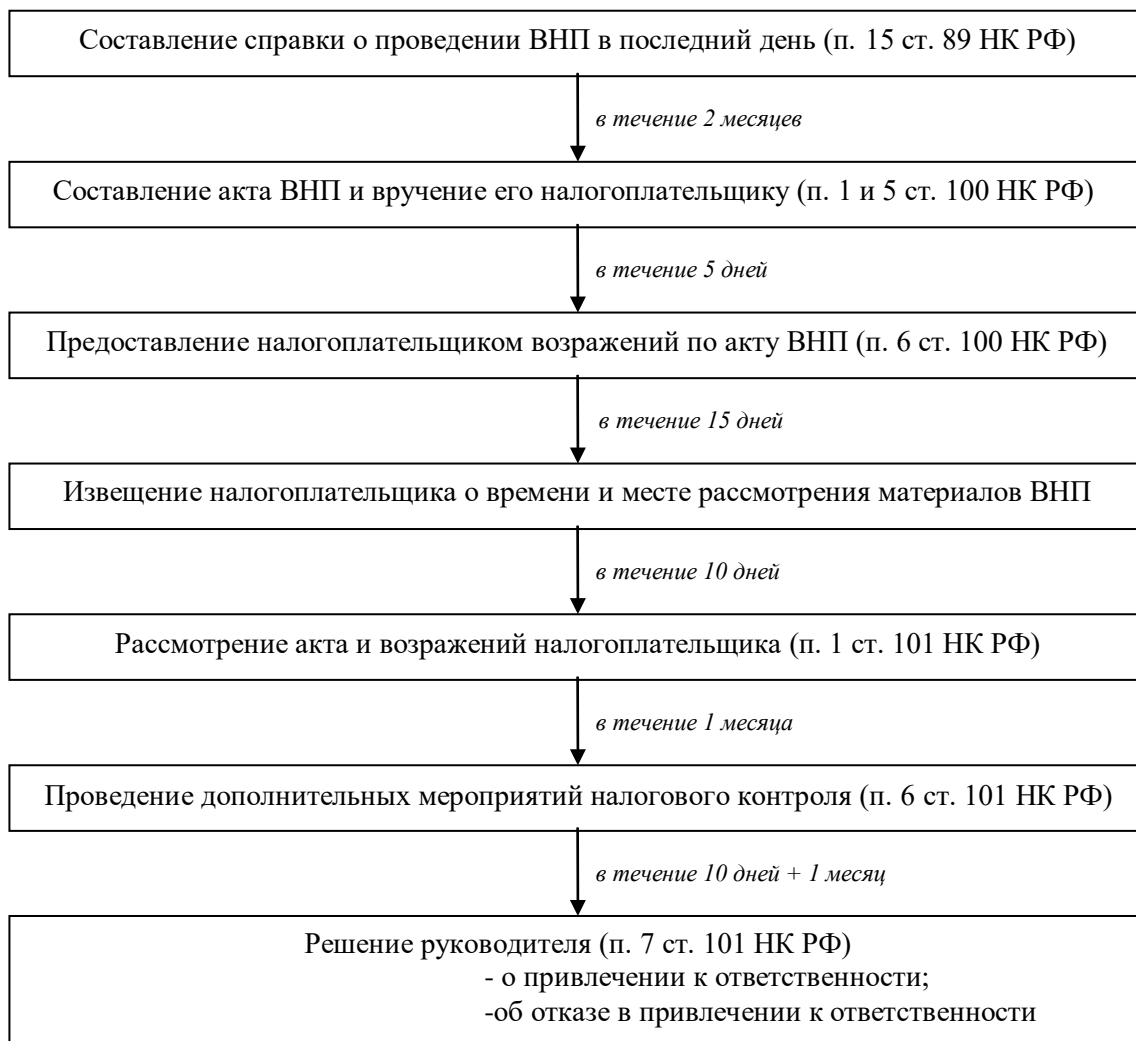 Составление справки о проведении ВНП в последний день (п. 15 ст. 89 НК РФ)
в течение 2 месяцев
Составление акта ВНП и вручение его налогоплательщику (п. 1 и 5 ст. 100 НК РФ)
в течение 5 дней
Предоставление налогоплательщиком возражений по акту ВНП (п. 6 ст. 100 НК РФ)
в течение 15 дней
Извещение налогоплательщика о времени и месте рассмотрения материалов ВНП
в течение 10 дней
Рассмотрение акта и возражений налогоплательщика (п. 1 ст. 101 НК РФ)
в течение 1 месяца
Проведение дополнительных мероприятий налогового контроля (п. 6 ст. 101 НК РФ)
в течение 10 дней + 1 месяц
Решение руководителя (п. 7 ст. 101 НК РФ)
- о привлечении к ответственности;
-об отказе в привлечении к ответственности